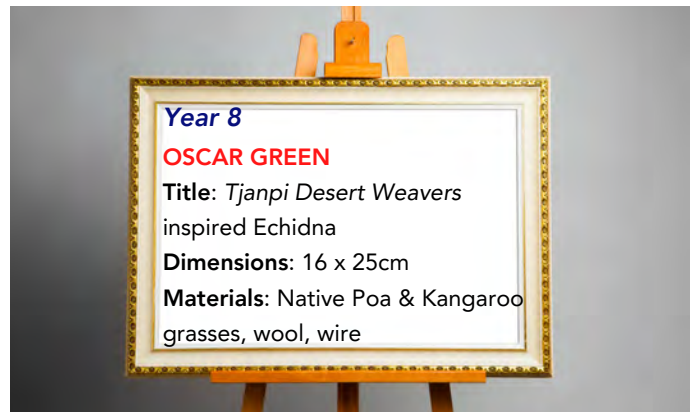 Year 8
OSCAR GREEN
Title: Tjanpi Desert Weavers
inspired Echidna
Dimensions: 16 x 25cm
Materials: Native Poa & Kangaroo
grasses, wool, wire